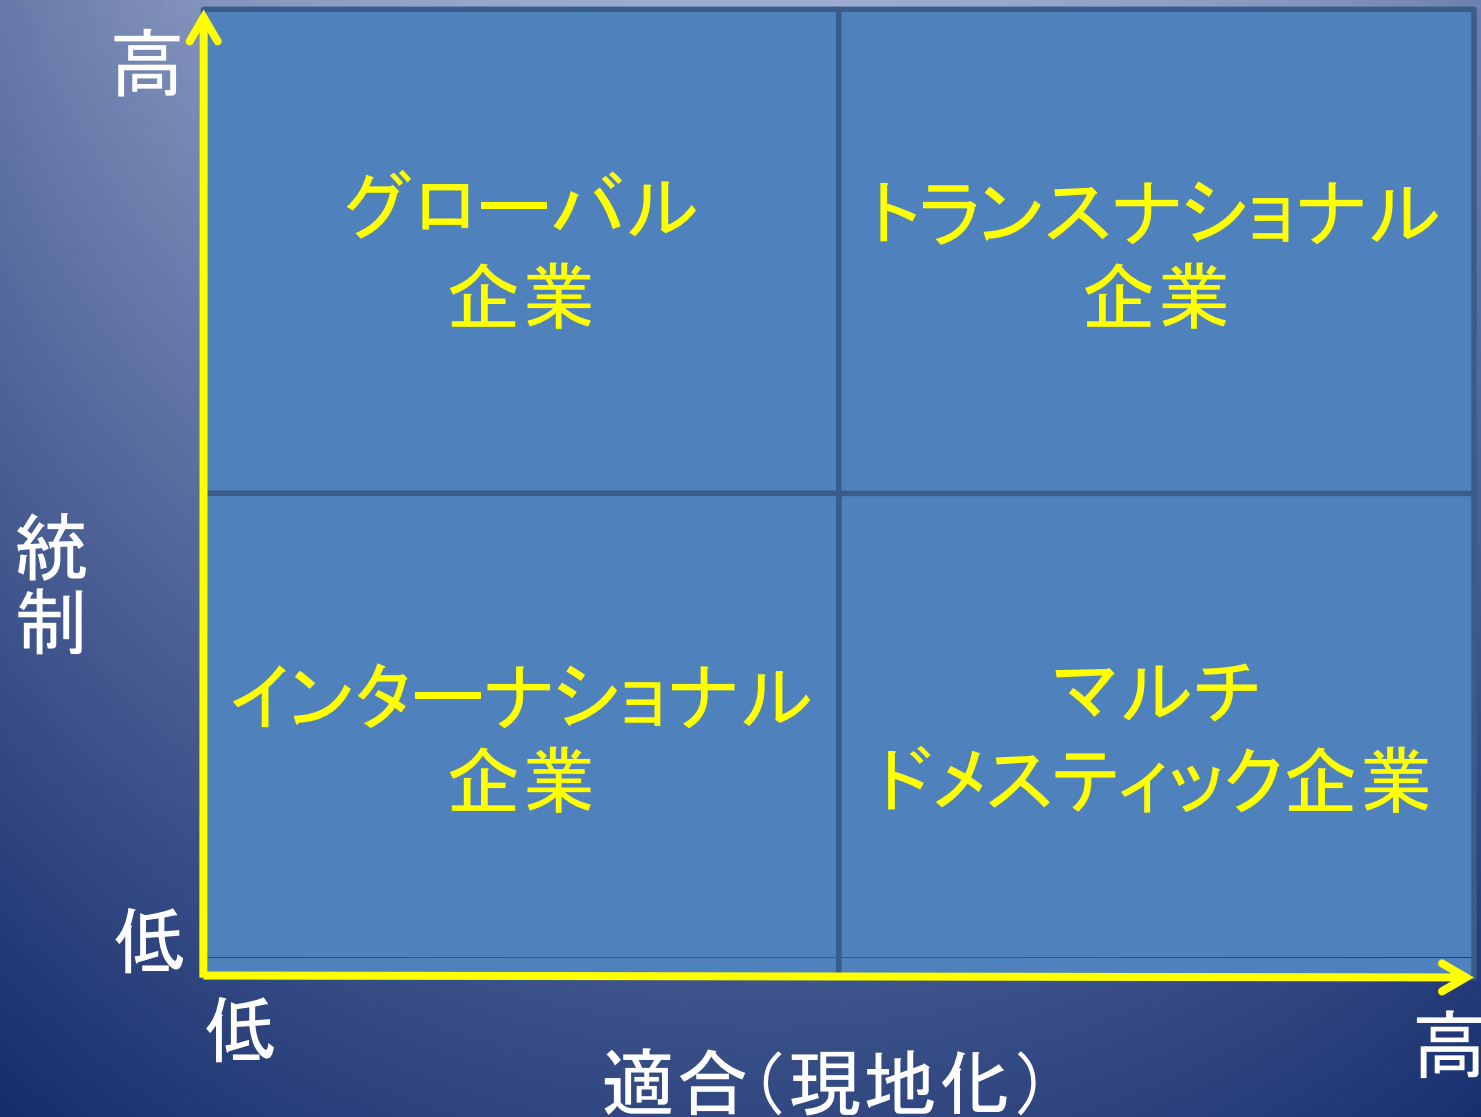 高
グローバル
企業
トランスナショナル
企業
統
制
インターナショナル
企業
マルチ
ドメスティック企業
低
低
適合（現地化）
高